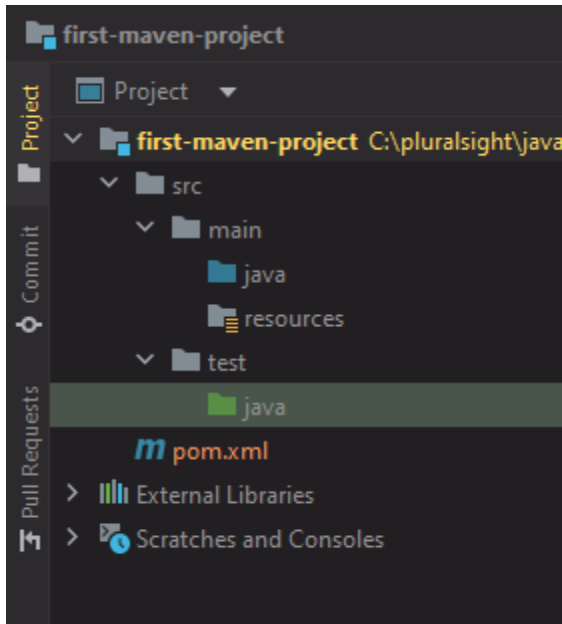 first-maven-project
Project
Project
first-maven-project C:\pluralsight\java
src
main
java
resources
test
java
pom.xml
External Libraries
Scratches and Consoles
Commit
Pull Requests